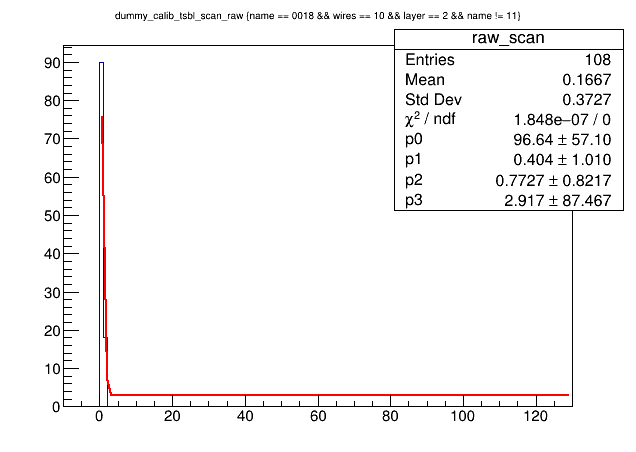 dummy_calib_tsbl_scan_raw {name == 0018 && wires == 10 && layer == 2 && name != 11}
raw_scan
Entries 108
Mean 0.1667
Std Dev 0.3727
χ² / ndf 1.848e−07 / 0
p0 96.64 ± 57.10
p1 0.404 ± 1.010
p2 0.7727 ± 0.8217
p3 2.917 ± 87.467
90
80
70
60
50
40
30
20
10
0
0 20 40 60 80 100 120